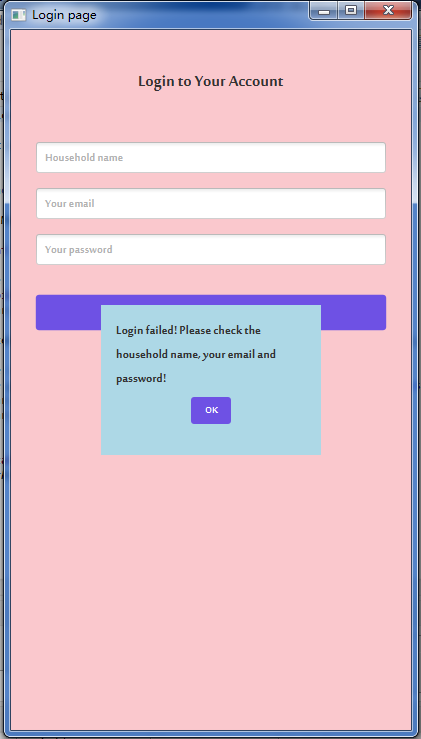 Login page
Login to Your Account
Household name
Your email
Your password
Login failed! Please check the
household name, your email and
password!
OK